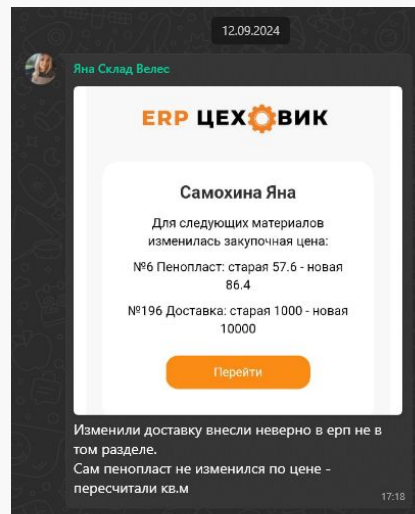 12.09.2024
Яна Склад Велес
ERP ЦЕХОВИК
Самохина Яна
Для следующих материалов
изменилась закупочная цена:
№6 Пенопласт: старая 57.6 - новая
86.4
№196 Доставка: старая 1000 - новая
10000
Перейти
Изменили доставку внесли неверно в ерп не в
том разделе.
Сам пенопласт не изменился по цене -
пересчитали кв.м
17:18